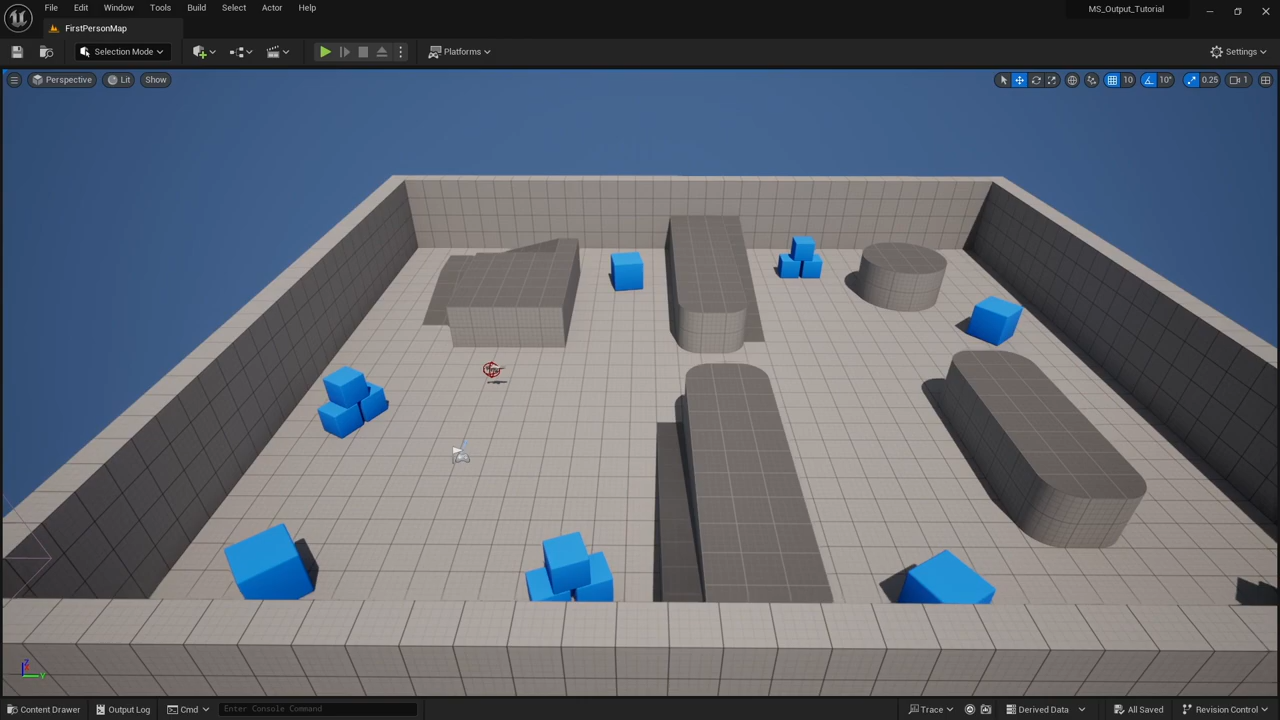 File Edit Window Tools Build Select Actor Help
MS_Output_Tutorial
FirstPersonMap
Selection Mode
Platforms
Settings
Perspective Lit Show
10 10° 0.25 1
Content Drawer Output Log Cmd Enter Console Command Trace Derived Data All Saved Revision Control
Z
Y